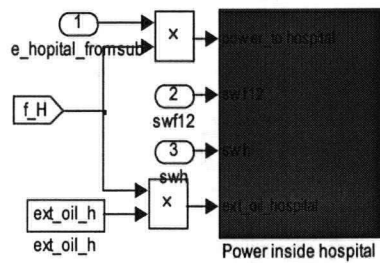 1
e_hopital_fromsub
x
power_to hospital
f_H
2
swf12
swf12
3
swh
swh
ext_oil_h
ext_oil_h
x
ext_oil_hospital
Power inside hospital